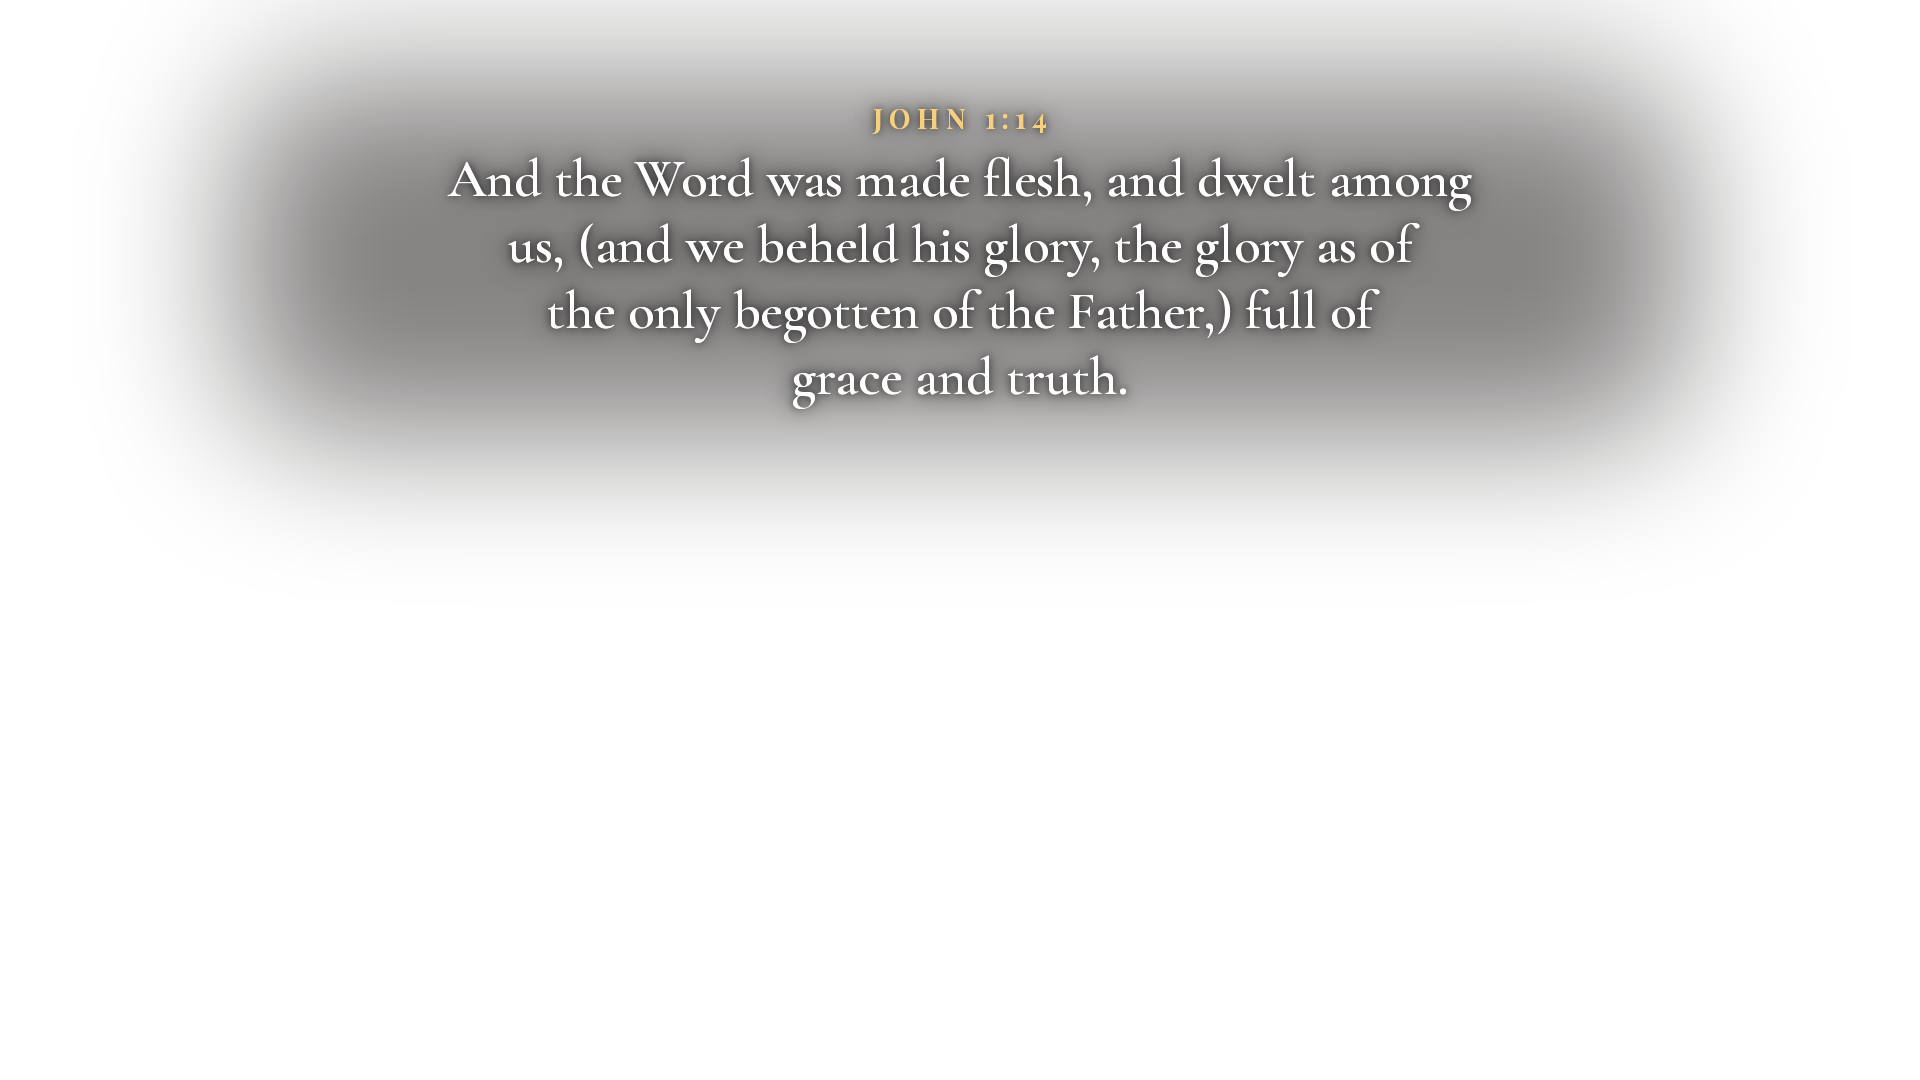 JOHN 1:14
And the Word was made flesh, and dwelt among
us, (and we beheld his glory, the glory as of
the only begotten of the Father,) full of
grace and truth.